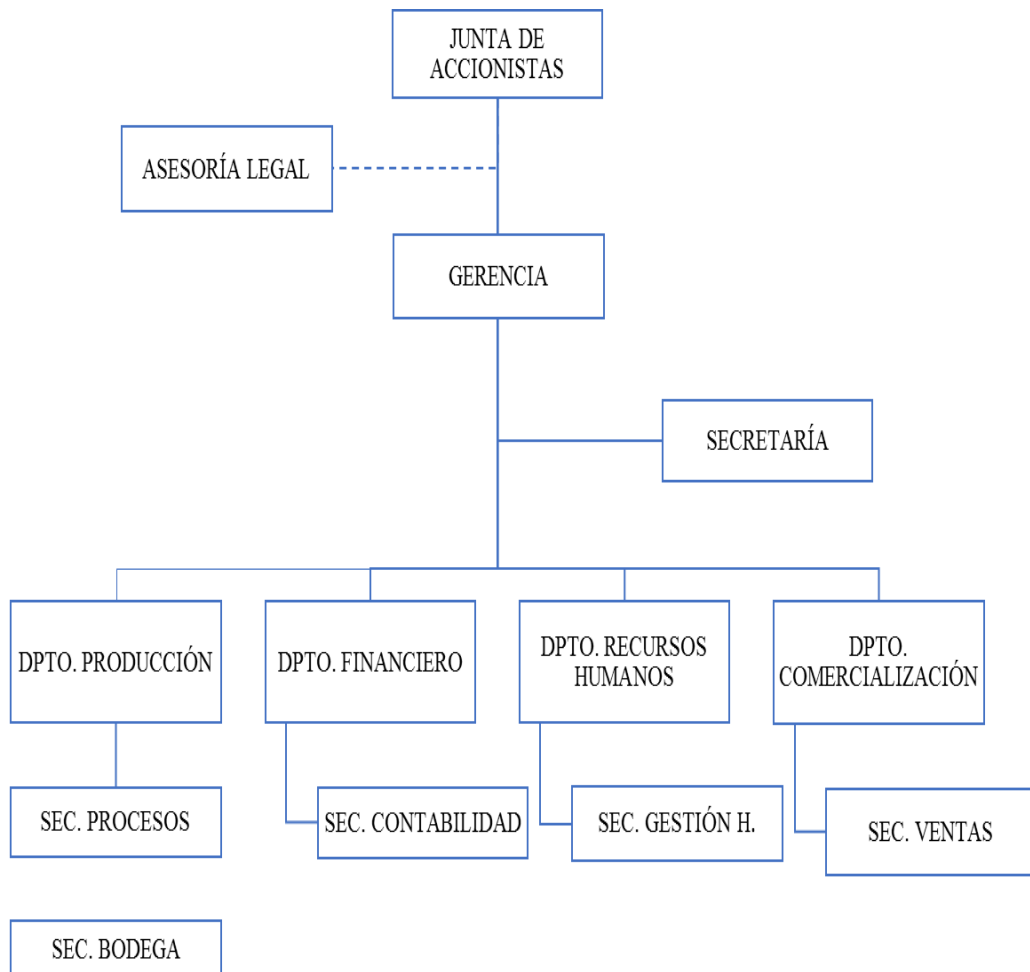 JUNTA DE
ACCIONISTAS
ASESORÍA LEGAL
GERENCIA
SECRETARÍA
DPTO. PRODUCCIÓN
DPTO. FINANCIERO
DPTO. RECURSOS
HUMANOS
DPTO.
COMERCIALIZACIÓN
SEC. PROCESOS
SEC. CONTABILIDAD
SEC. GESTIÓN H.
SEC. VENTAS
SEC. BODEGA